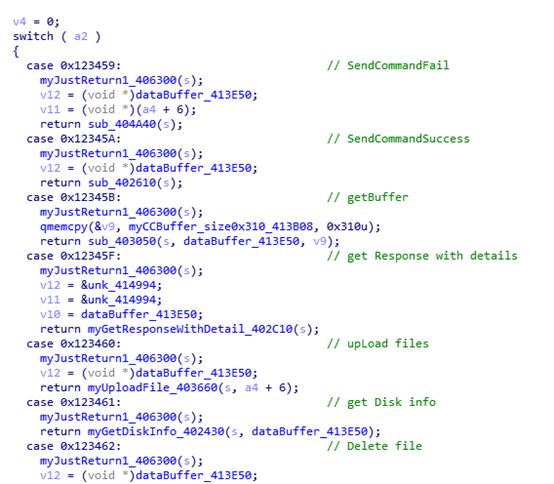 v4 = 0;
switch ( a2 )
{
case 0x123459: // SendCommandFail
myJustReturn1_406300(s);
v12 = (void *)dataBuffer_413E50;
v11 = (void *)(a4 + 6);
return sub_404A40(s);
case 0x12345A: // SendCommandSuccess
myJustReturn1_406300(s);
v12 = (void *)dataBuffer_413E50;
return sub_402610(s);
case 0x12345B: // getBuffer
myJustReturn1_406300(s);
qmemcpy(&v9, myCCBuffer_size0x310_413B08, 0x310u);
return sub_403050(s, dataBuffer_413E50, v9);
case 0x12345F: // get Response with details
myJustReturn1_406300(s);
v12 = &unk_414994;
v11 = &unk_414994;
v10 = dataBuffer_413E50;
return myGetResponseWithDetail_402C10(s);
case 0x123460: // upLoad files
myJustReturn1_406300(s);
v12 = (void *)dataBuffer_413E50;
return myUploadFile_403660(s, a4 + 6);
case 0x123461: // get Disk info
myJustReturn1_406300(s);
return myGetDiskInfo_402430(s, dataBuffer_413E50);
case 0x123462: // Delete file
myJustReturn1_406300(s);
v12 = (void *)dataBuffer_413E50;